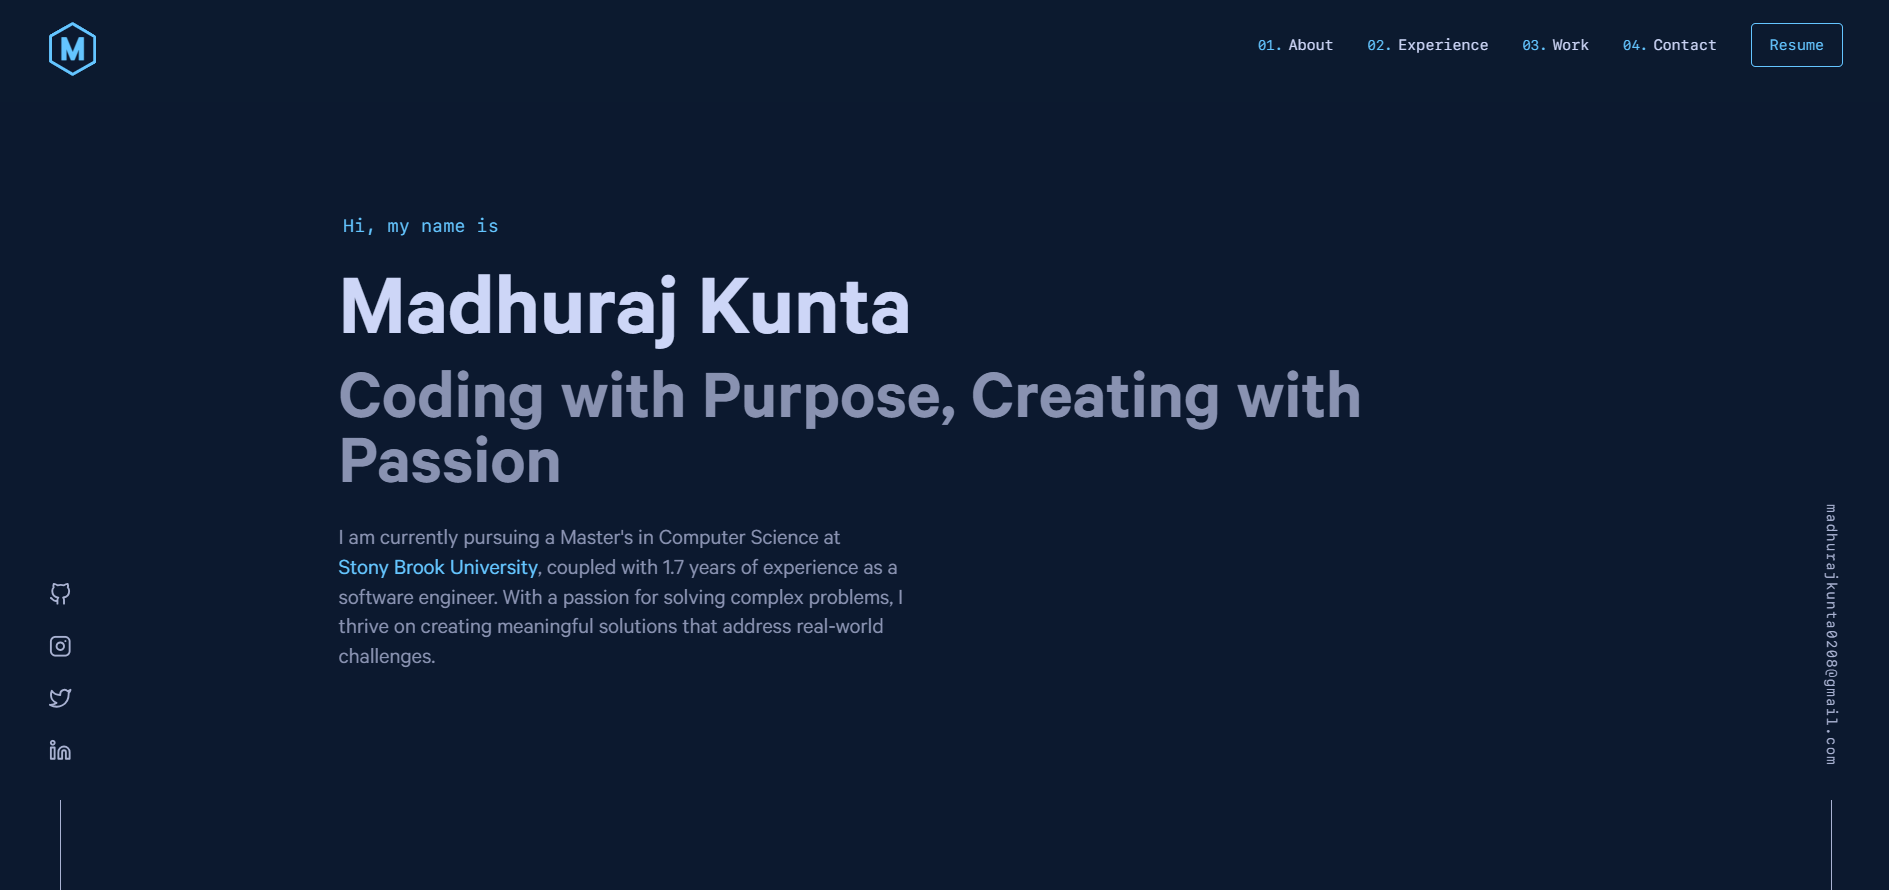 M
01. About 02. Experience 03. Work 04. Contact Resume
Hi, my name is
Madhuraj Kunta
Coding with Purpose, Creating with
Passion
I am currently pursuing a Master's in Computer Science at
Stony Brook University, coupled with 1.7 years of experience as a
software engineer. With a passion for solving complex problems, I
thrive on creating meaningful solutions that address real-world
challenges.
in
madhurajkunta0208@gmail.com